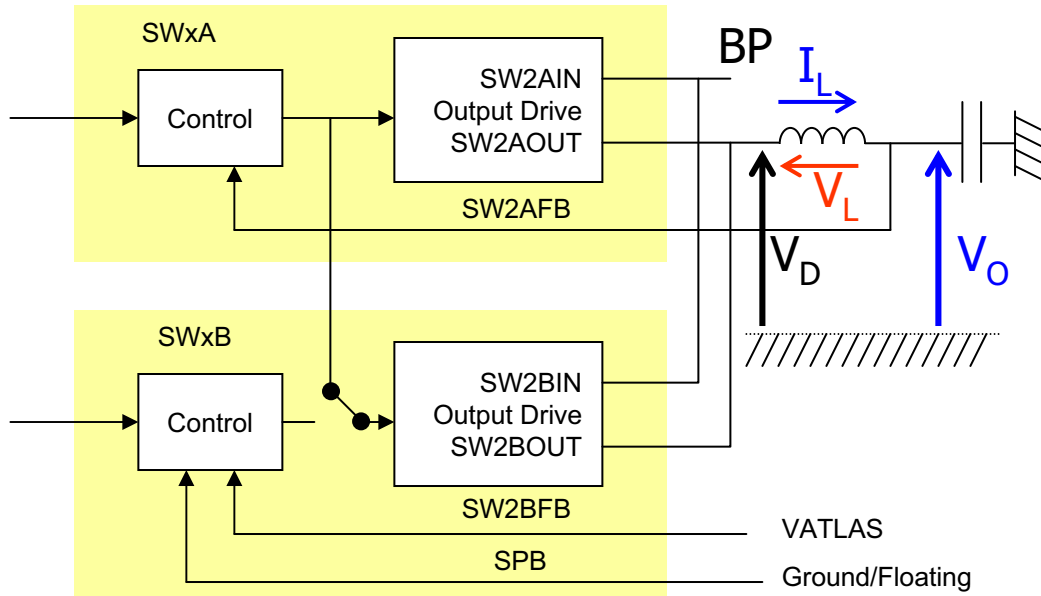 SWxA
Control
SW2AIN
Output Drive
SW2AOUT
SW2AFB
BP
I_L
V_L
V_D
V_O
SWxB
Control
SW2BIN
Output Drive
SW2BOUT
SW2BFB
VATLAS
SPB
Ground/Floating